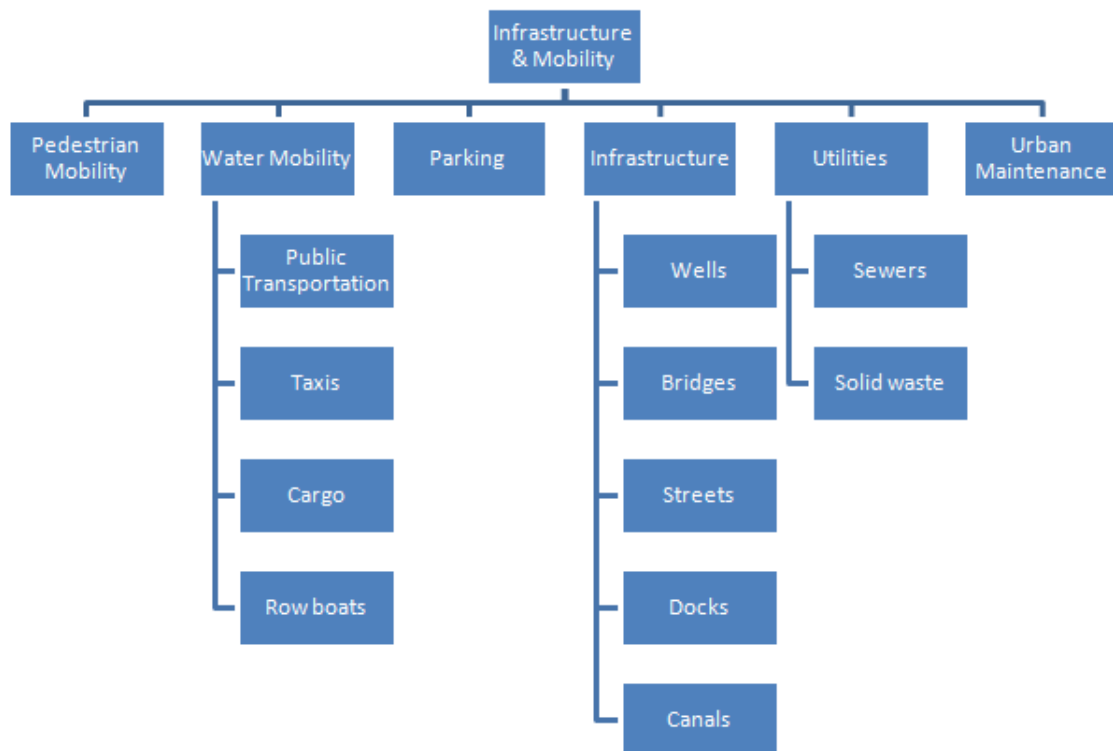 Infrastructure
& Mobility
Pedestrian
Mobility
Water Mobility
Parking
Infrastructure
Utilities
Urban
Maintenance
Public
Transportation
Taxis
Cargo
Row boats
Wells
Bridges
Streets
Docks
Canals
Sewers
Solid waste